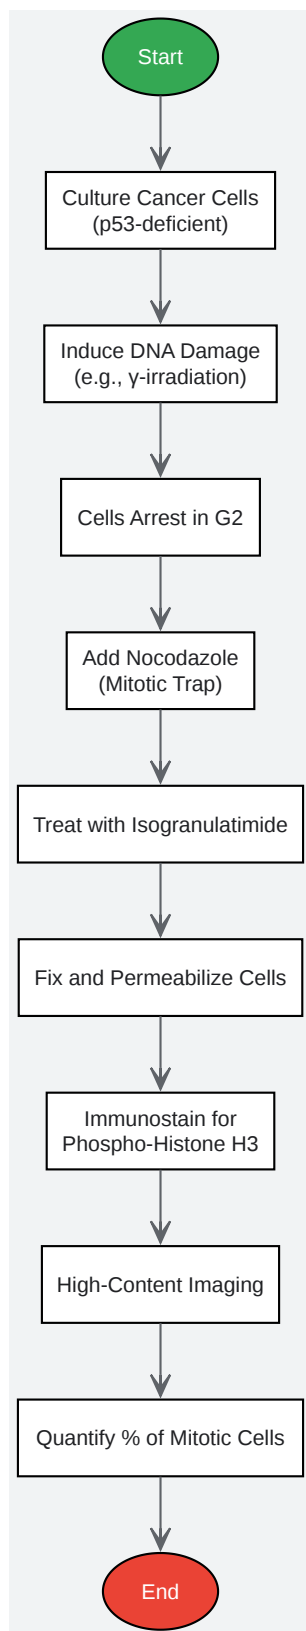 Start
Culture Cancer Cells
(p53-deficient)
Induce DNA Damage
(e.g., γ-irradiation)
Cells Arrest in G2
Add Nocodazole
(Mitotic Trap)
Treat with Isogranulatimide
Fix and Permeabilize Cells
Immunostain for
Phospho-Histone H3
High-Content Imaging
Quantify % of Mitotic Cells
End